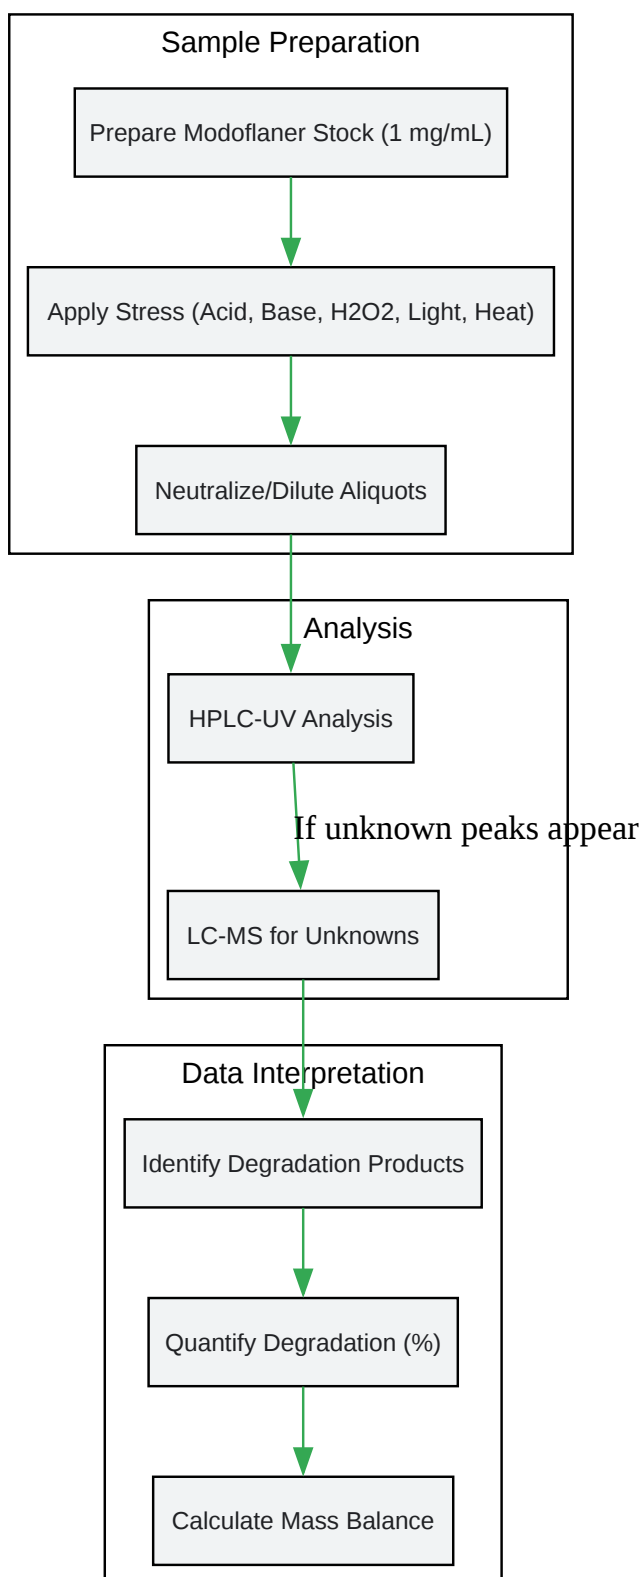 Sample Preparation
Prepare Modoflaner Stock (1 mg/mL)
Apply Stress (Acid, Base, H2O2, Light, Heat)
Neutralize/Dilute Aliquots
Analysis
HPLC-UV Analysis
If unknown peaks appear
LC-MS for Unknowns
Data Interpretation
Identify Degradation Products
Quantify Degradation (%)
Calculate Mass Balance